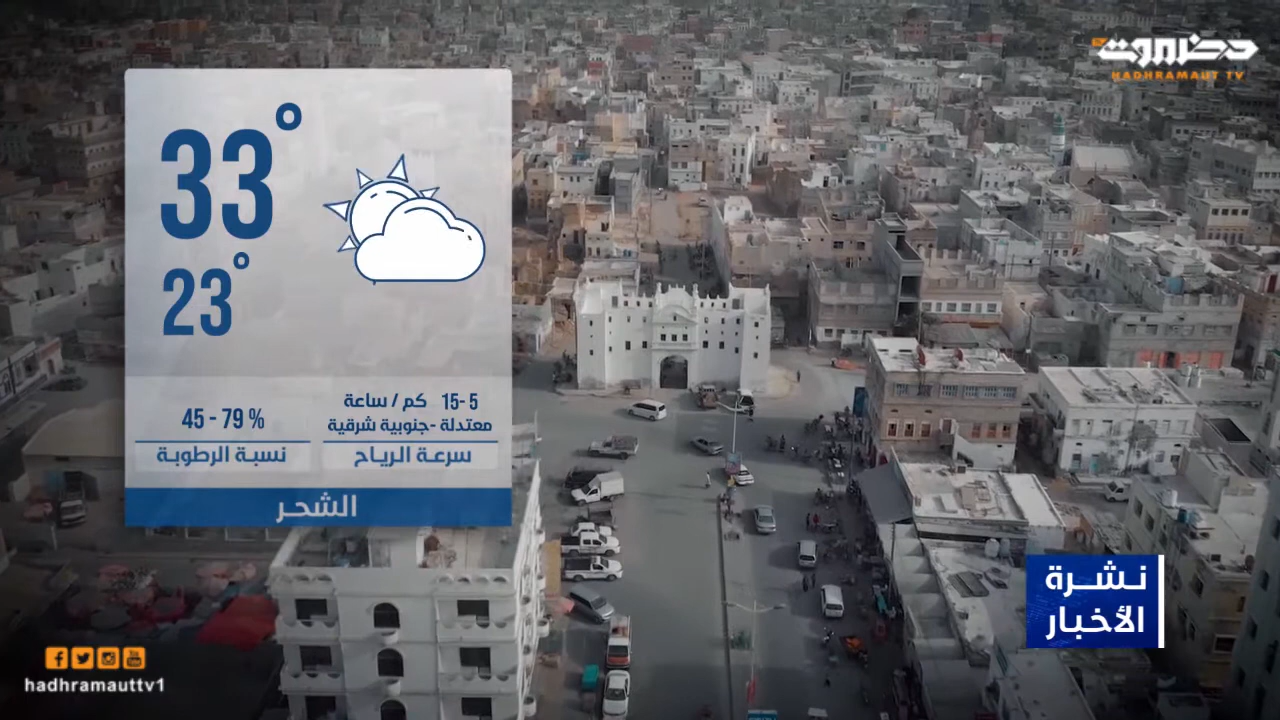 حضرموت
HADHRAMAUT TV
33°
23°
5 -15 كم / ساعة
معتدلة -جنوبية شرقية
سرعة الرياح
45 - 79 %
نسبة الرطوبة
الشحر
نشرة
الأخبار
hadhramauttv1